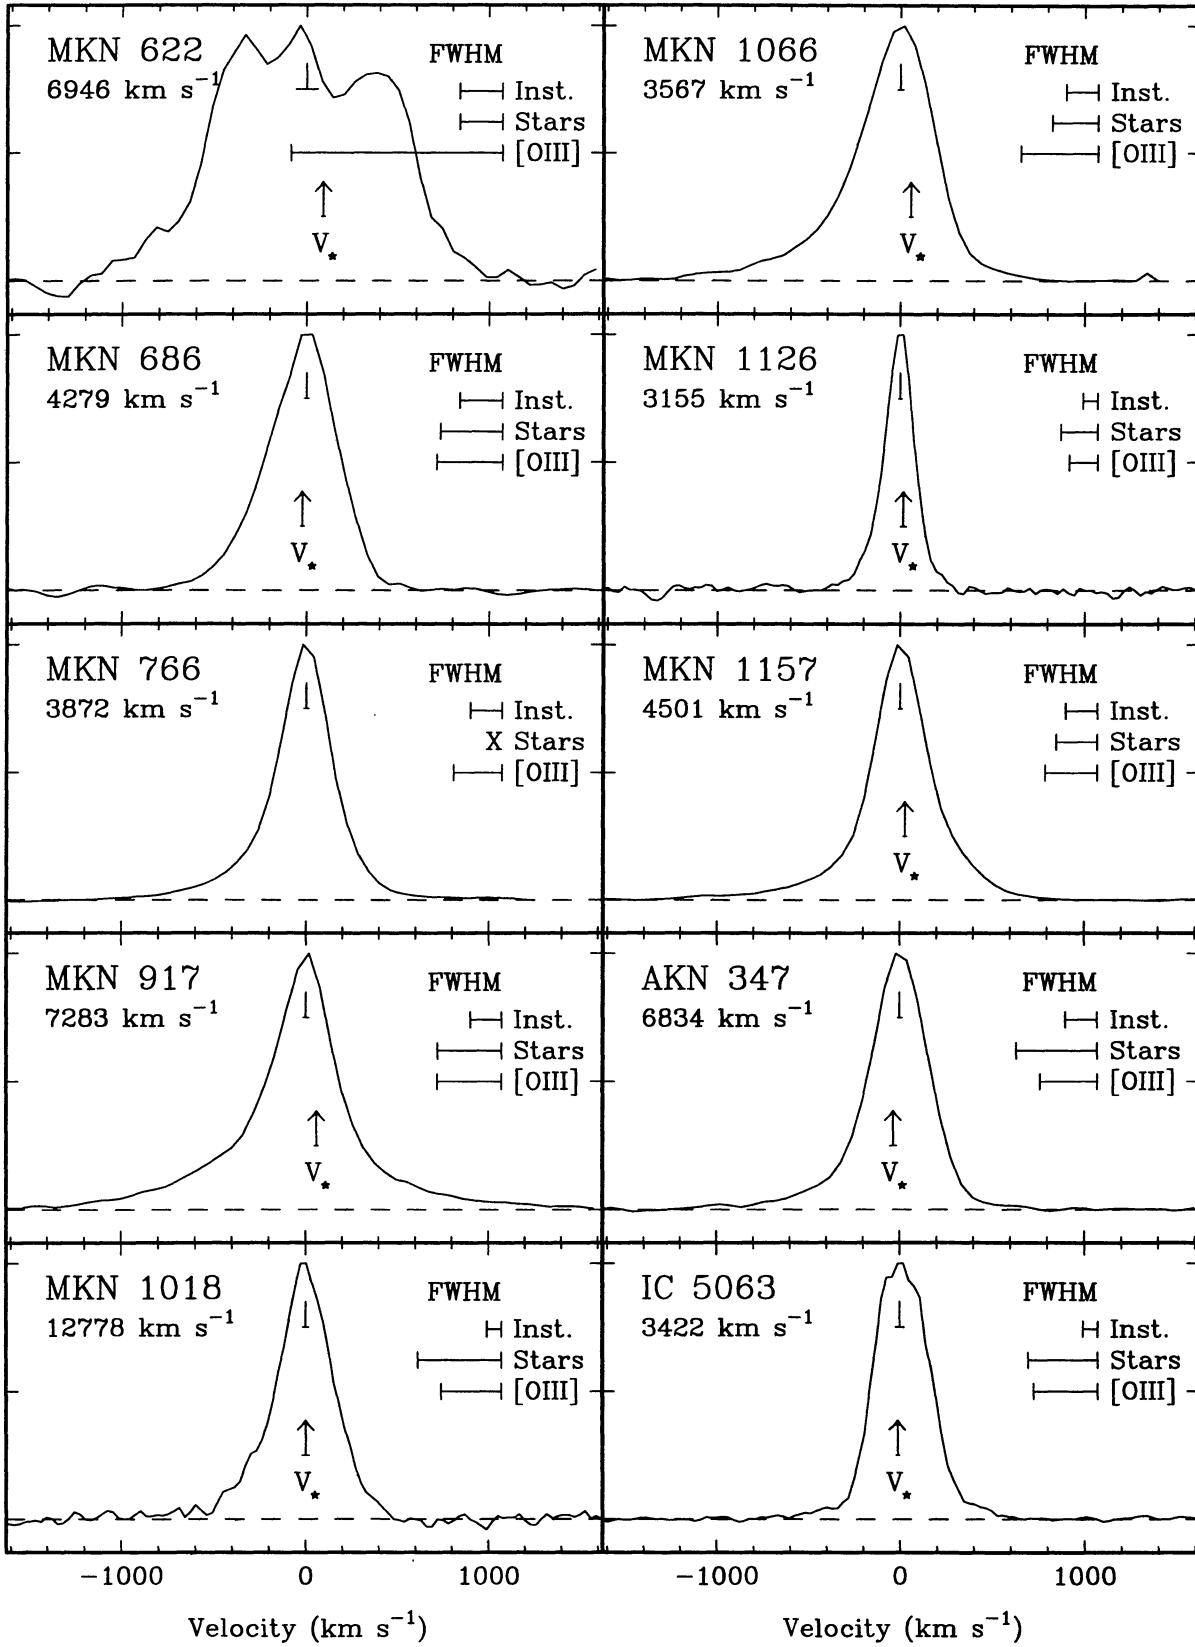 MKN 622
6946 km s⁻¹
FWHM
Inst.
Stars
[OIII]
V⋆
MKN 1066
3567 km s⁻¹
FWHM
Inst.
Stars
[OIII]
V⋆
MKN 686
4279 km s⁻¹
FWHM
Inst.
Stars
[OIII]
V⋆
MKN 1126
3155 km s⁻¹
FWHM
Inst.
Stars
[OIII]
V⋆
MKN 766
3872 km s⁻¹
FWHM
Inst.
X Stars
[OIII]
MKN 1157
4501 km s⁻¹
FWHM
Inst.
Stars
[OIII]
V⋆
MKN 917
7283 km s⁻¹
FWHM
Inst.
Stars
[OIII]
V⋆
AKN 347
6834 km s⁻¹
FWHM
Inst.
Stars
[OIII]
V⋆
MKN 1018
12778 km s⁻¹
FWHM
Inst.
Stars
[OIII]
V⋆
IC 5063
3422 km s⁻¹
FWHM
Inst.
Stars
[OIII]
V⋆
−1000 0 1000
Velocity (km s⁻¹)
−1000 0 1000
Velocity (km s⁻¹)